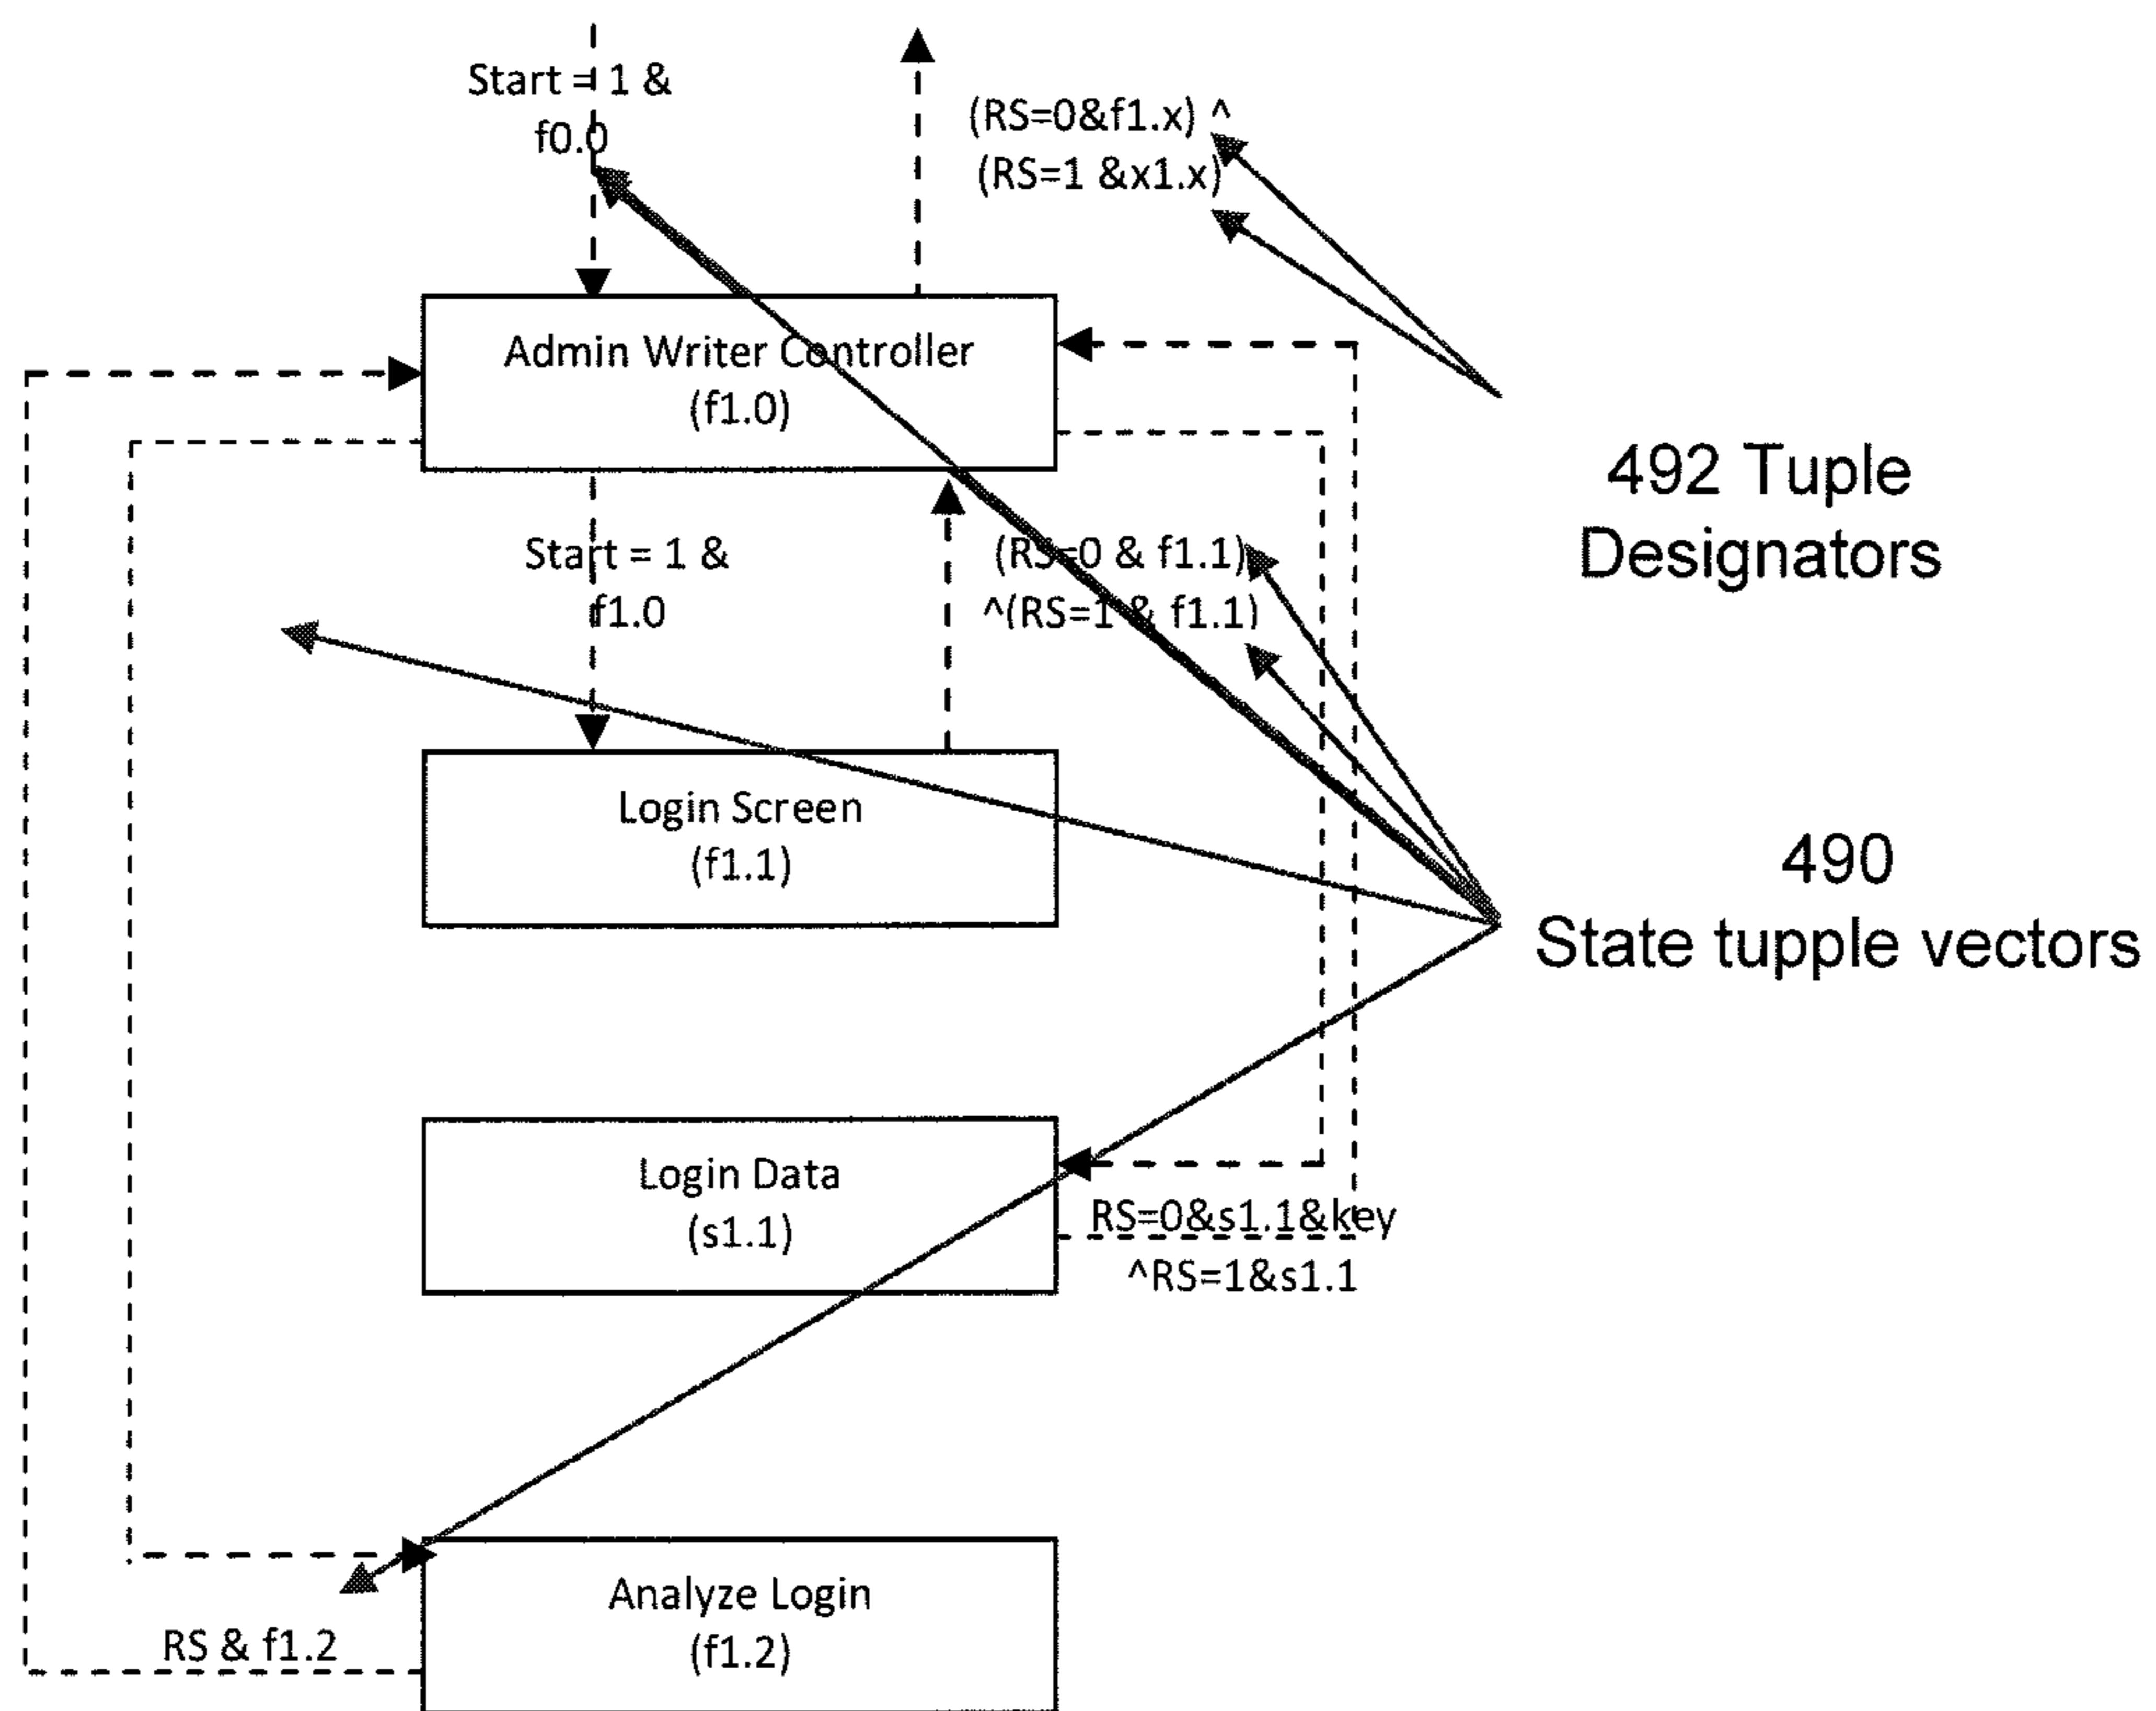 Start = 1 &
f0.0
(RS=0&f1.x) ^
(RS=1 &x1.x)
Admin Writer Controller
(f1.0)
492 Tuple
Designators
Start = 1 &
f1.0
(RS=0 & f1.1)
^(RS=1 & f1.1)
Login Screen
(f1.1)
490
State tupple vectors
Login Data
(s1.1)
RS=0&s1.1&key
^RS=1&s1.1
Analyze Login
(f1.2)
RS & f1.2